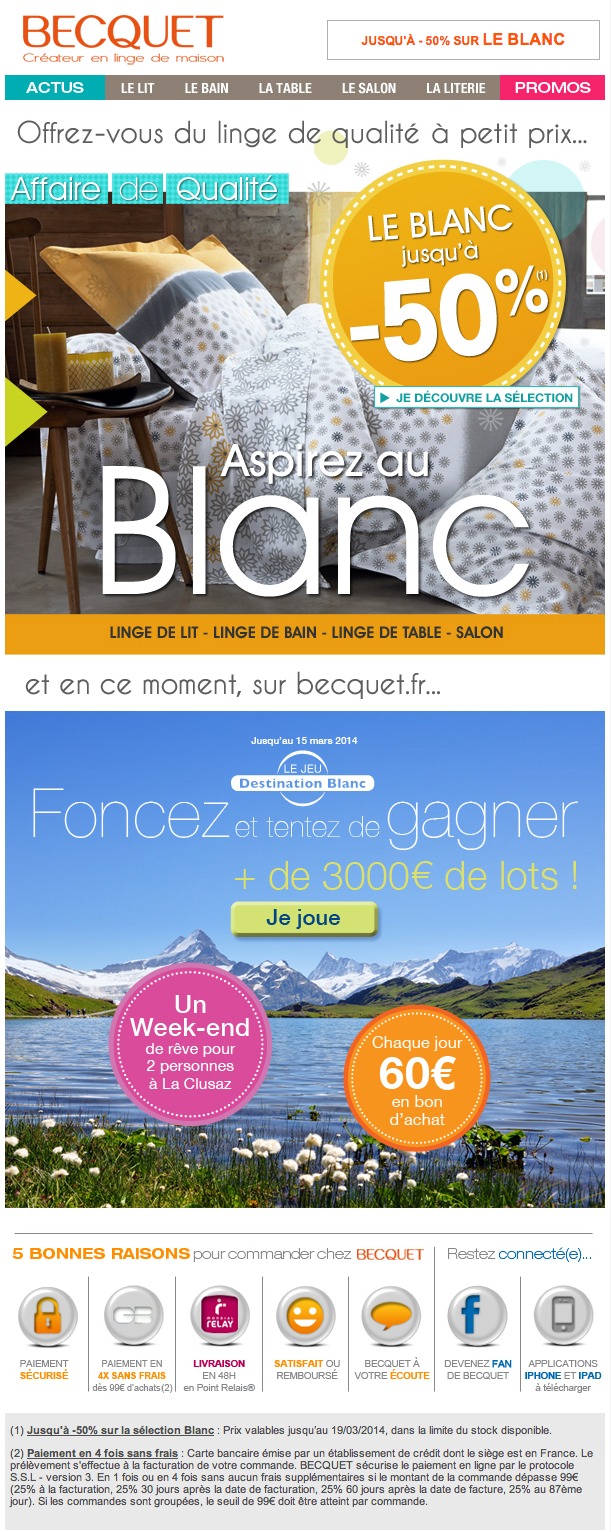 BECQUET
Créateur en linge de maison
JUSQU'À - 50% SUR LE BLANC
ACTUS LE LIT LE BAIN LA TABLE LE SALON LA LITERIE PROMOS
Offrez-vous du linge de qualité à petit prix...
Affaire de Qualité
LE BLANC
jusqu'à
-50%(1)
JE DÉCOUVRE LA SÉLECTION
Aspirez au
Blanc
LINGE DE LIT - LINGE DE BAIN - LINGE DE TABLE - SALON
et en ce moment, sur becquet.fr...
Jusqu'au 15 mars 2014
LE JEU
Destination Blanc
Foncez et tentez de gagner
+ de 3000€ de lots !
Je joue
Un
Week-end
de rêve pour
2 personnes
à La Clusaz
Chaque jour
60€
en bon
d'achat
5 BONNES RAISONS pour commander chez BECQUET
Restez connecté(e)...
PAIEMENT
SÉCURISÉ
PAIEMENT EN
4X SANS FRAIS
dès 99€ d'achats(2)
MONDIAL
RELAY
LIVRAISON
EN 48H
en Point Relais®
SATISFAIT OU
REMBOURSÉ
BECQUET À
VOTRE ÉCOUTE
f
DEVENEZ FAN
DE BECQUET
APPLICATIONS
IPHONE ET IPAD
à télécharger
(1) Jusqu'à -50% sur la sélection Blanc : Prix valables jusqu'au 19/03/2014, dans la limite du stock disponible.
(2) Paiement en 4 fois sans frais : Carte bancaire émise par un établissement de crédit dont le siège est en France. Le
prélèvement s'effectue à la facturation de votre commande. BECQUET sécurise le paiement en ligne par le protocole
S.S.L - version 3. En 1 fois ou en 4 fois sans aucun frais supplémentaires si le montant de la commande dépasse 99€
(25% à la facturation, 25% 30 jours après la date de facturation, 25% 60 jours après la date de facture, 25% au 87ème
jour). Si les commandes sont groupées, le seuil de 99€ doit être atteint par commande.